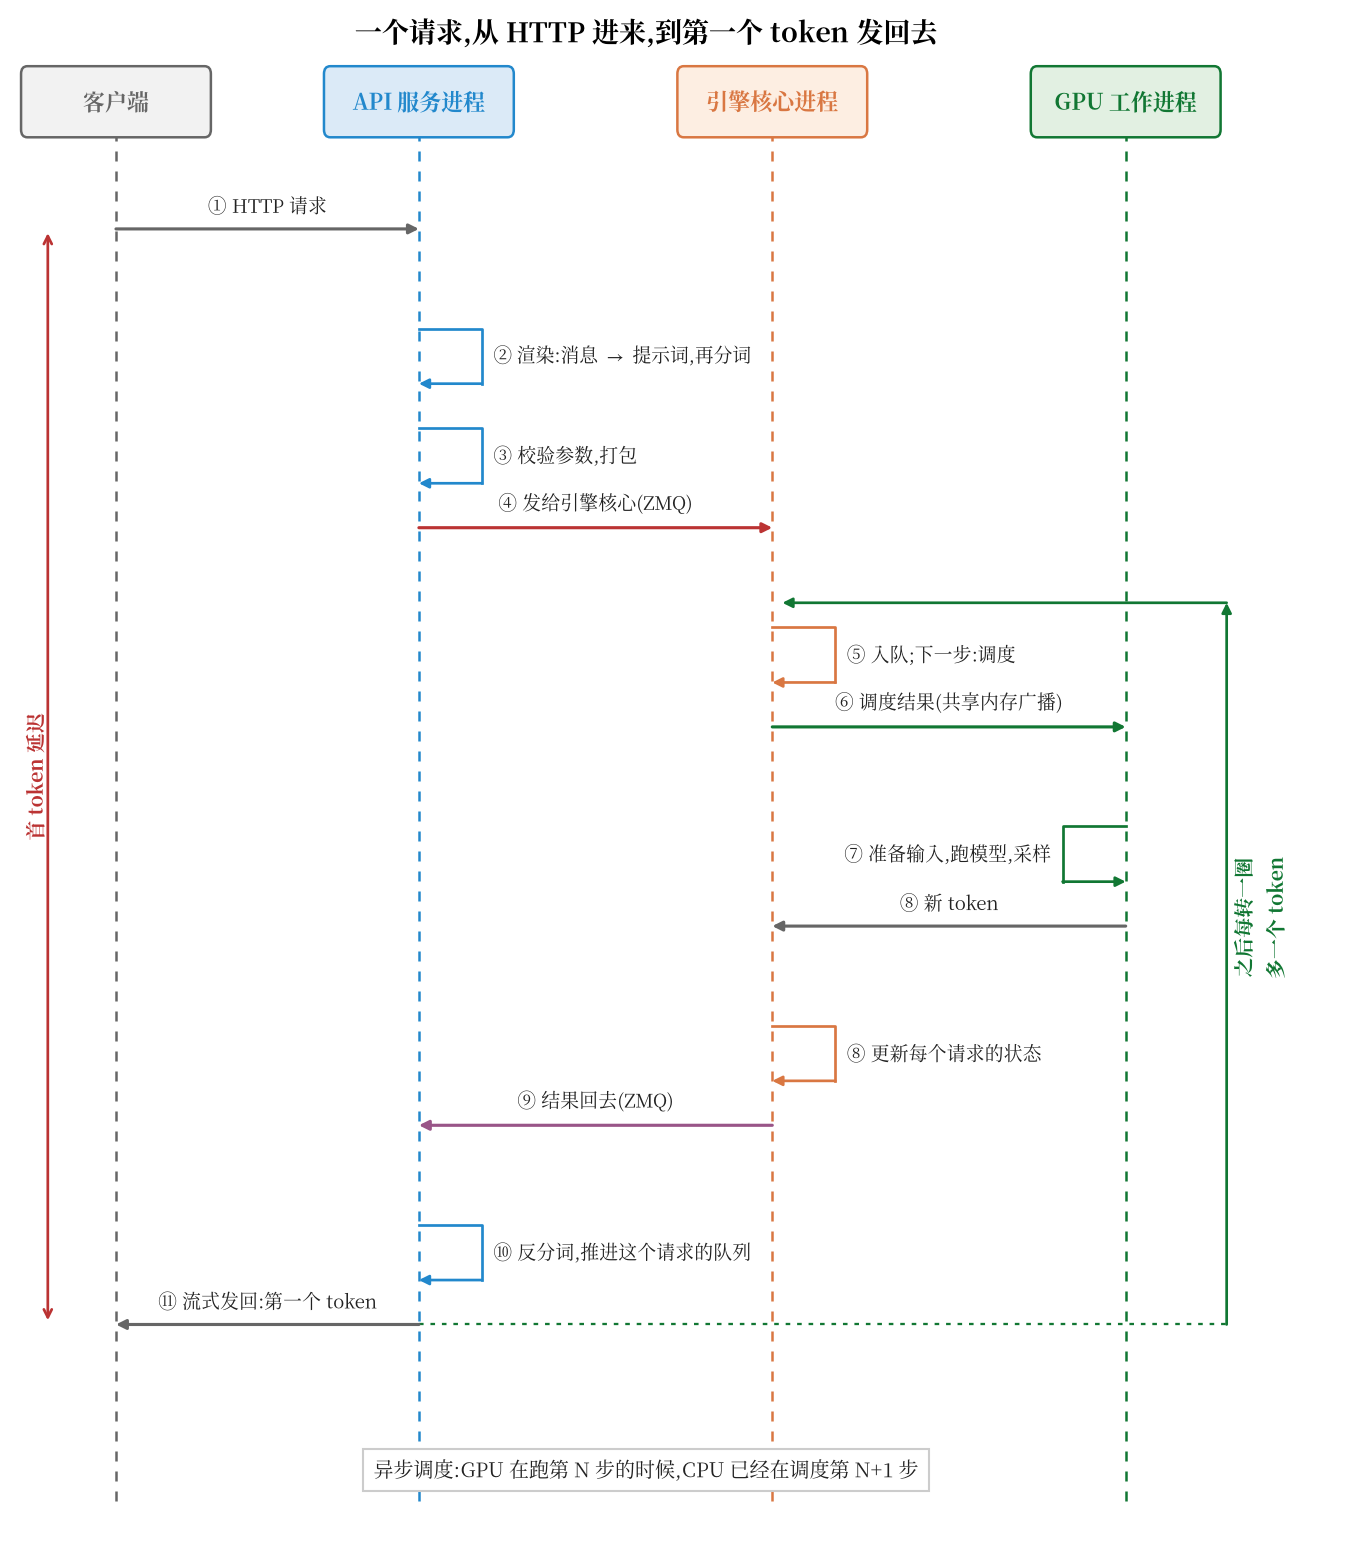 一个请求,从 HTTP 进来,到第一个 token 发回去
客户端
API 服务进程
引擎核心进程
GPU 工作进程
① HTTP 请求
② 渲染:消息 → 提示词,再分词
③ 校验参数,打包
④ 发给引擎核心(ZMQ)
⑤ 入队;下一步:调度
⑥ 调度结果(共享内存广播)
首 token 延迟
⑦ 准备输入,跑模型,采样
⑧ 新 token
之后每转一圈
多一个 token
⑧ 更新每个请求的状态
⑨ 结果回去(ZMQ)
⑩ 反分词,推进这个请求的队列
⑪ 流式发回:第一个 token
异步调度:GPU 在跑第 N 步的时候,CPU 已经在调度第 N+1 步